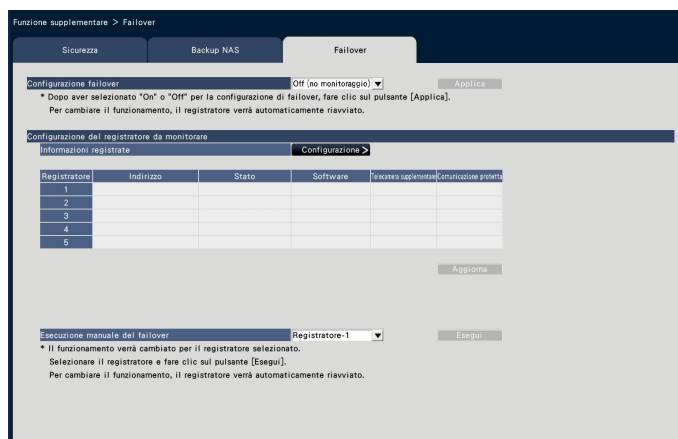 Funzione supplementare > Failover
Sicurezza Backup NAS Failover
Configurazione failover Off (no monitoraggio) Applica
* Dopo aver selezionato "On" o "Off" per la configurazione di failover, fare clic sul pulsante [Applica].
Per cambiare il funzionamento, il registratore verrà automaticamente riavviato.
Configurazione del registratore da monitorare
Informazioni registrate Configurazione >
Registratore Indirizzo Stato Software Telecamera supplementare Comunicazione protetta
1
2
3
4
5
Aggiorna
Esecuzione manuale del failover Registratore-1 Esegui
* Il funzionamento verrà cambiato per il registratore selezionato.
Selezionare il registratore e fare clic sul pulsante [Esegui].
Per cambiare il funzionamento, il registratore verrà automaticamente riavviato.